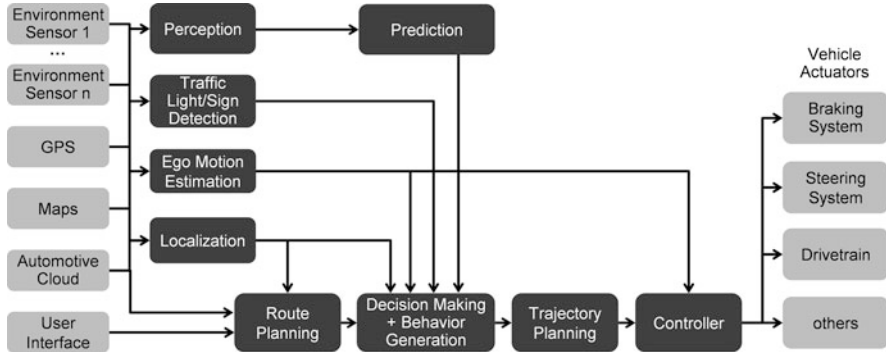 Environment
Sensor 1
...
Environment
Sensor n
GPS
Maps
Automotive
Cloud
User
Interface
Perception
Prediction
Traffic
Light/Sign
Detection
Ego Motion
Estimation
Localization
Route
Planning
Decision Making
+ Behavior
Generation
Trajectory
Planning
Controller
Vehicle
Actuators
Braking
System
Steering
System
Drivetrain
others